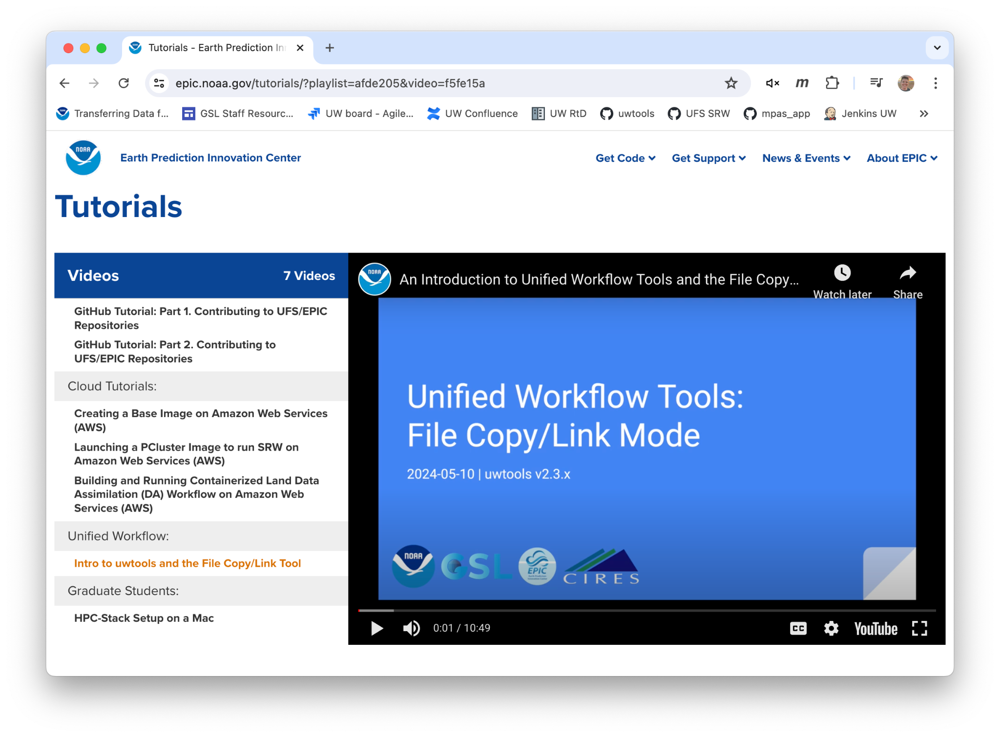 Tutorials - Earth Prediction In
epic.noaa.gov/tutorials/?playlist=afde205&video=f5fe15a
m
Transferring Data f... GSL Staff Resourc... UW board - Agile... UW Confluence UW RtD uwtools UFS SRW mpas_app Jenkins UW »
NOAA
Earth Prediction Innovation Center
Get Code Get Support News & Events About EPIC
Tutorials
Videos 7 Videos
GitHub Tutorial: Part 1. Contributing to UFS/EPIC
Repositories
GitHub Tutorial: Part 2. Contributing to
UFS/EPIC Repositories
Cloud Tutorials:
Creating a Base Image on Amazon Web Services
(AWS)
Launching a PCluster Image to run SRW on
Amazon Web Services (AWS)
Building and Running Containerized Land Data
Assimilation (DA) Workflow on Amazon Web
Services (AWS)
Unified Workflow:
Intro to uwtools and the File Copy/Link Tool
Graduate Students:
HPC-Stack Setup on a Mac
NOAA
An Introduction to Unified Workflow Tools and the File Copy...
Watch later Share
Unified Workflow Tools:
File Copy/Link Mode
2024-05-10 | uwtools v2.3.x
NOAA GSL EPIC
Earth Prediction
Innovation Center
CIRES
0:01 / 10:49
CC YouTube